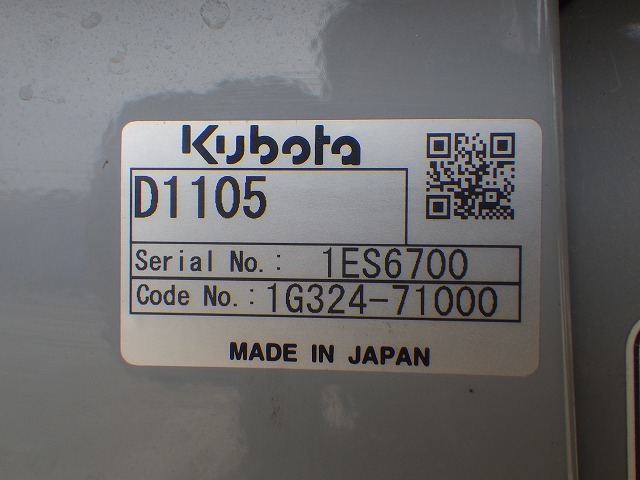 Kubota
D1105
Serial No.: 1ES6700
Code No.: 1G324-71000
MADE IN JAPAN